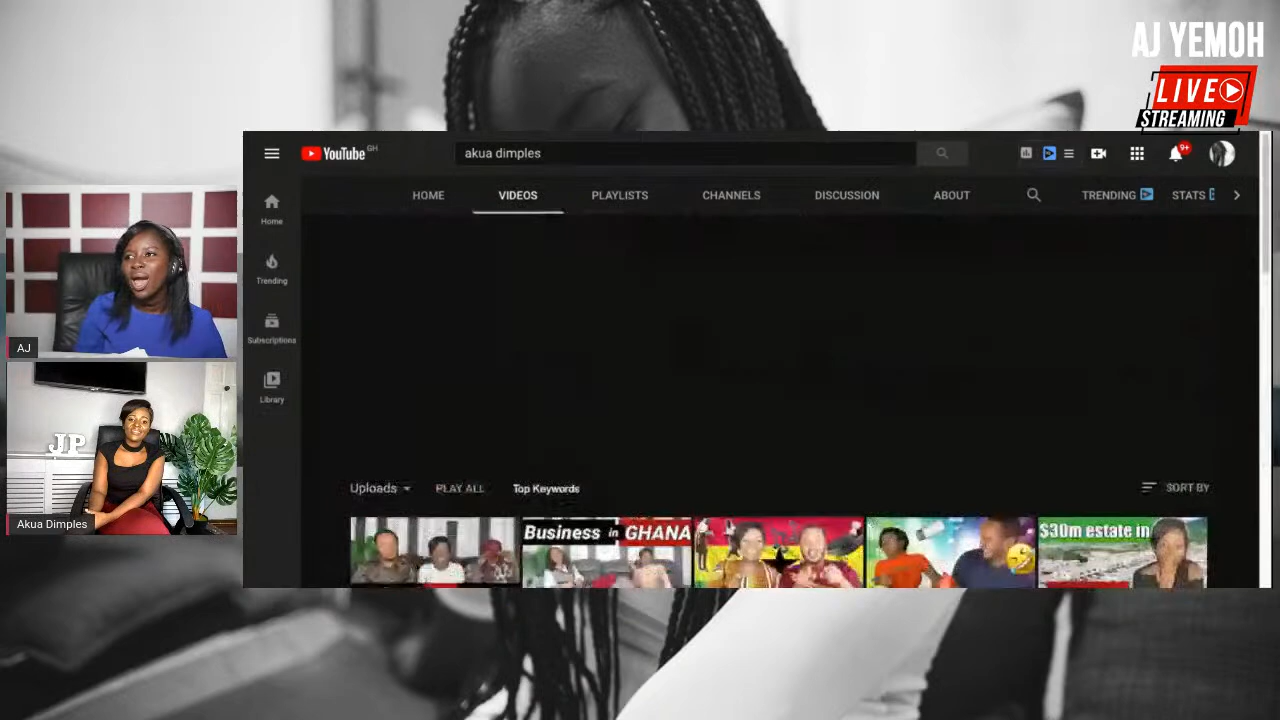 AJ YEMOH
LIVE
STREAMING
YouTube GH
akua dimples
9+
HOME VIDEOS PLAYLISTS CHANNELS DISCUSSION ABOUT TRENDING STATS
Home
Trending
Subscriptions
Library
AJ
JP
Akua Dimples
Uploads PLAY ALL Top Keywords SORT BY
Business in GHANA
$30m estate in